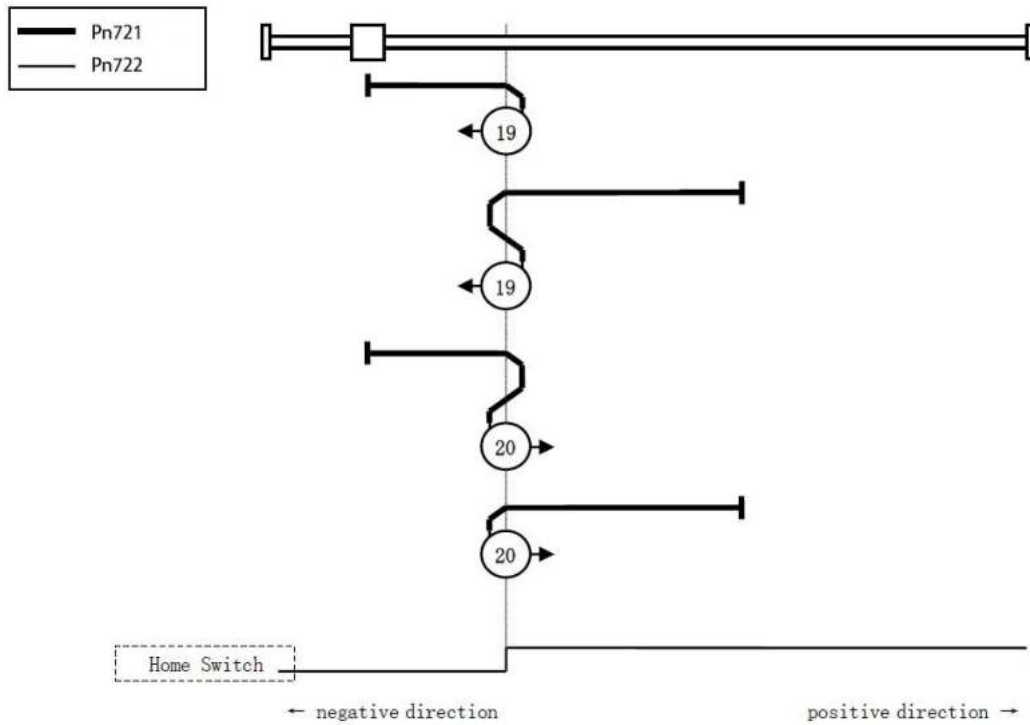 Pn721
Pn722
19
19
20
20
Home Switch
← negative direction
positive direction →